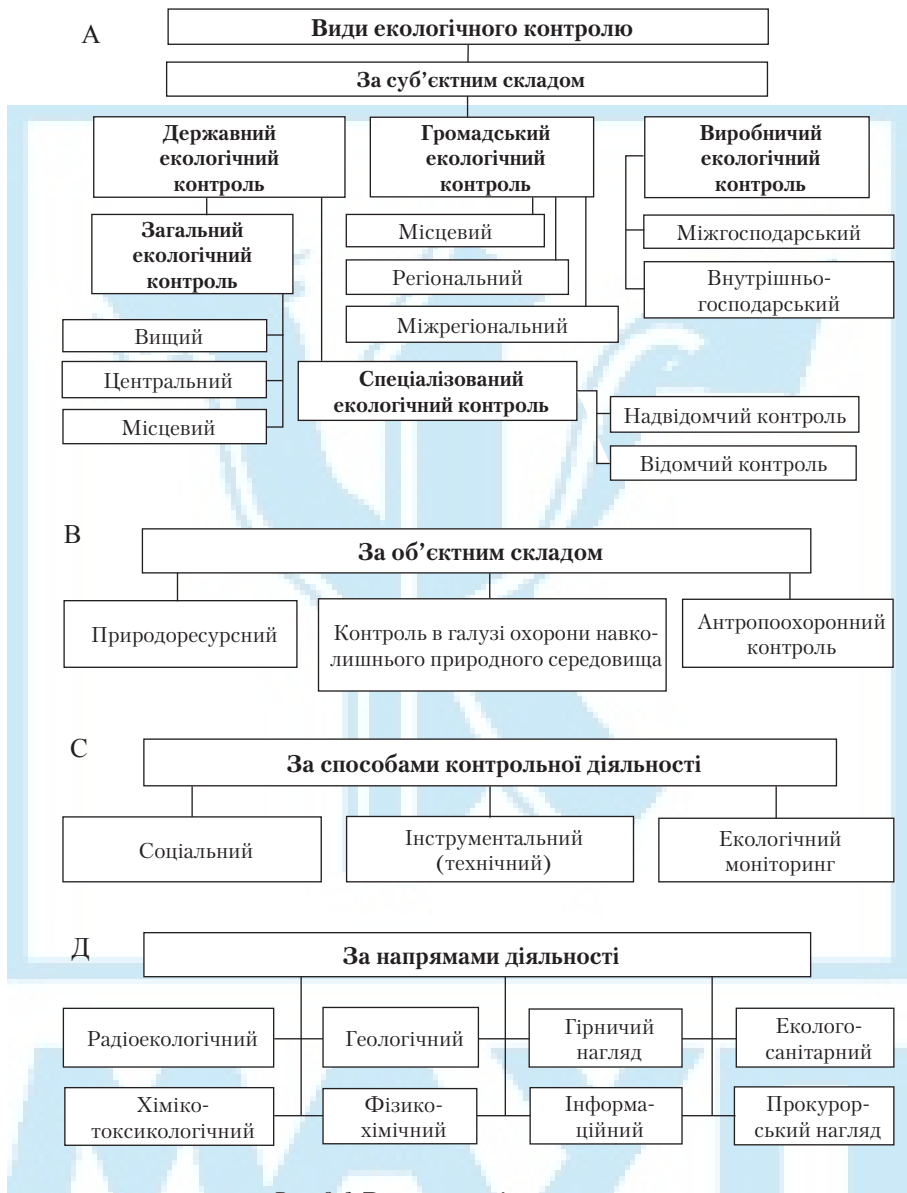 А
Види екологічного контролю
За суб’єктним складом
Державний
екологічний
контроль
Громадський
екологічний
контроль
Виробничий
екологічний
контроль
Загальний
екологічний
контроль
Місцевий
Регіональний
Міжрегіональний
Міжгосподарський
Внутрішньо-
господарський
Вищий
Центральний
Місцевий
Спеціалізований
екологічний контроль
Надвідомчий контроль
Відомчий контроль
В
За об’єктним складом
Природоресурсний
Контроль в галузі охорони навко-
лишнього природного середовища
Антропоохоронний
контроль
С
За способами контрольної діяльності
Соціальний
Інструментальний
(технічний)
Екологічний
моніторинг
Д
За напрямами діяльності
Радіоекологічний
Геологічний
Гірничий
нагляд
Еколого-
санітарний
Хіміко-
токсикологічний
Фізико-
хімічний
Інформа-
ційний
Прокурор-
ський нагляд